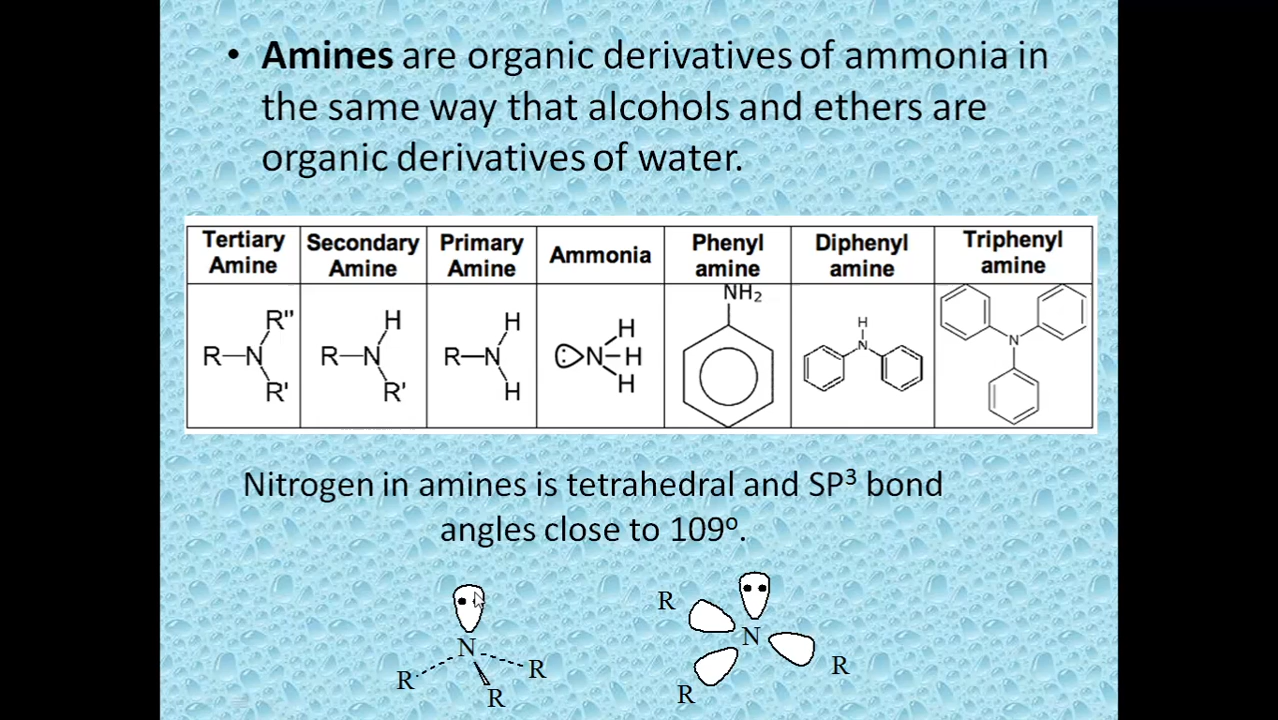 • Amines are organic derivatives of ammonia in
the same way that alcohols and ethers are
organic derivatives of water.
Tertiary Amine
Secondary Amine
Primary Amine
Ammonia
Phenyl amine
Diphenyl amine
Triphenyl amine
R—N R" R'
R—N H R'
R—N H H
:N H H H
NH₂
H N
N
Nitrogen in amines is tetrahedral and SP³ bond
angles close to 109º.
N R R R
R N R R